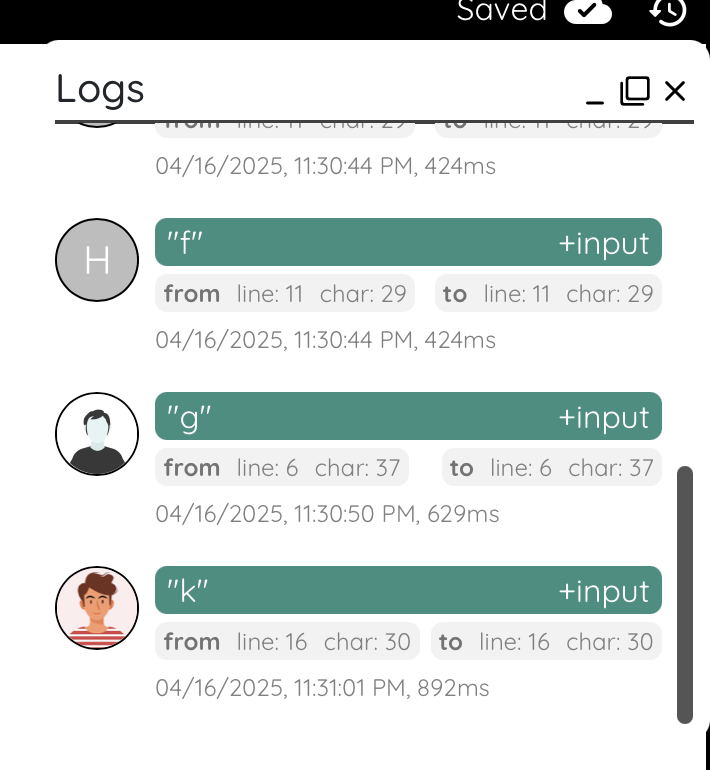 Saved
Logs
from line: 11 char: 29 to line: 11 char: 29
04/16/2025, 11:30:44 PM, 424ms
H
"f" +input
from line: 11 char: 29 to line: 11 char: 29
04/16/2025, 11:30:44 PM, 424ms
"g" +input
from line: 6 char: 37 to line: 6 char: 37
04/16/2025, 11:30:50 PM, 629ms
"k" +input
from line: 16 char: 30 to line: 16 char: 30
04/16/2025, 11:31:01 PM, 892ms